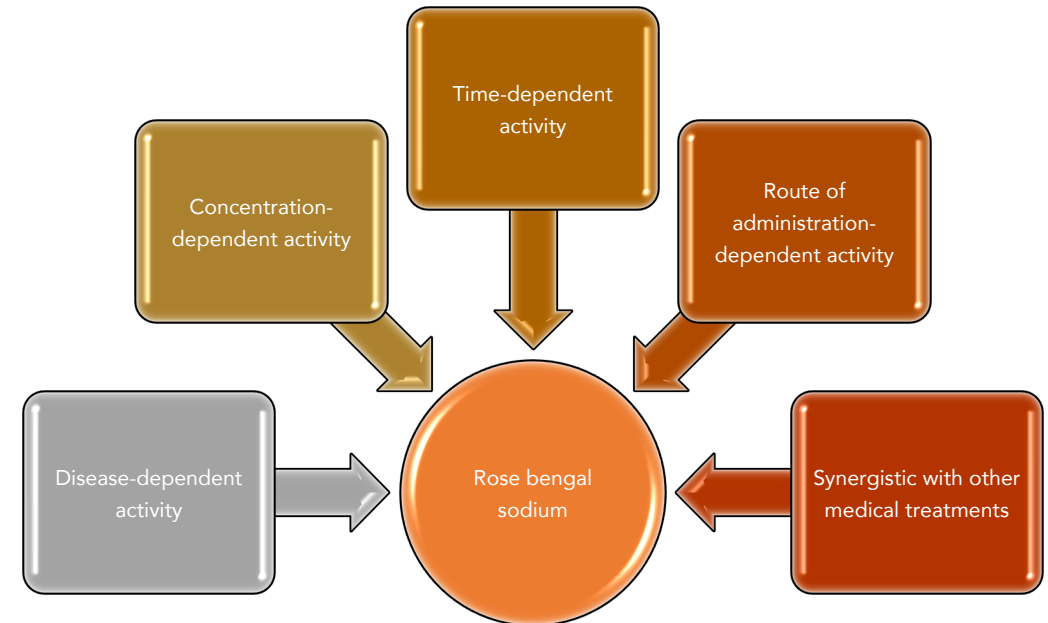 Time-dependent
activity
Concentration-
dependent activity
Route of
administration-
dependent activity
Disease-dependent
activity
Rose bengal
sodium
Synergistic with other
medical treatments